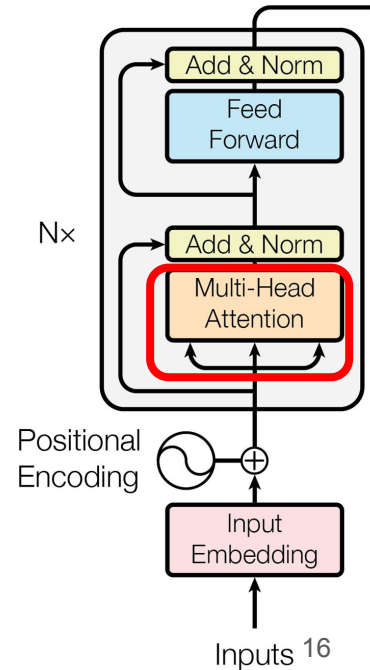 Add & Norm
Feed
Forward
N×
Add & Norm
Multi-Head
Attention
Positional
Encoding
Input
Embedding
Inputs 16